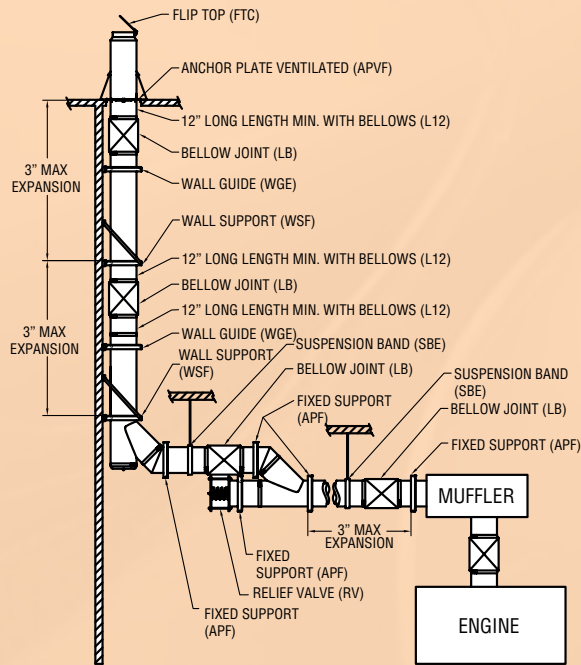 FLIP TOP (FTC)
ANCHOR PLATE VENTILATED (APVF)
12” LONG LENGTH MIN. WITH BELLOWS (L12)
BELLOW JOINT (LB)
3” MAX
EXPANSION
WALL GUIDE (WGE)
WALL SUPPORT (WSF)
12” LONG LENGTH MIN. WITH BELLOWS (L12)
BELLOW JOINT (LB)
12” LONG LENGTH MIN. WITH BELLOWS (L12)
3” MAX
EXPANSION
WALL GUIDE (WGE)
WALL SUPPORT
(WSF)
SUSPENSION BAND (SBE)
BELLOW JOINT (LB)
FIXED SUPPORT
(APF)
SUSPENSION BAND
(SBE)
BELLOW JOINT (LB)
FIXED SUPPORT (APF)
MUFFLER
3” MAX
EXPANSION
FIXED
SUPPORT (APF)
RELIEF VALVE (RV)
FIXED SUPPORT
(APF)
ENGINE